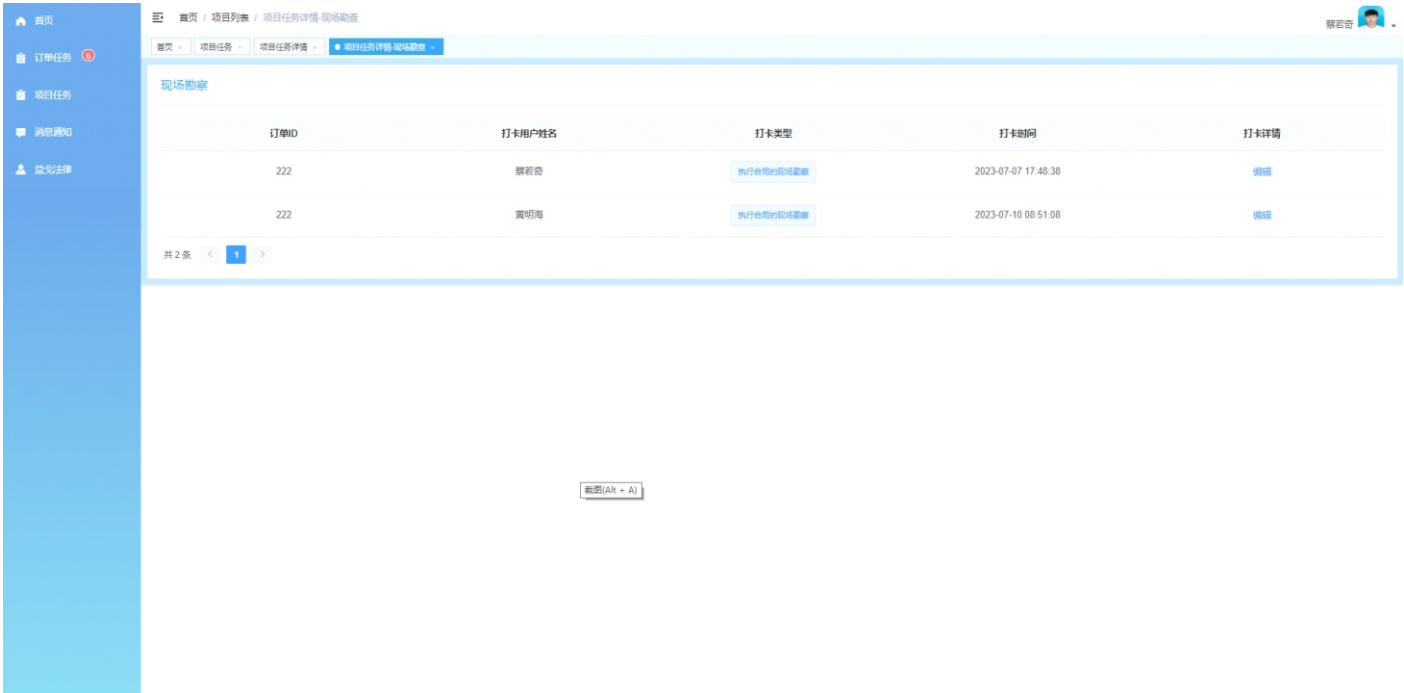 首页
订单任务 6
项目任务
消息通知
盐戈法律
首页 / 项目列表 / 项目任务详情-现场勘查
蔡若奇
首页 × 项目任务 × 项目任务详情 × 项目任务详情-现场勘查 ×
现场勘察
订单ID 打卡用户姓名 打卡类型 打卡时间 打卡详情
222 蔡若奇 执行合同的现场勘察 2023-07-07 17:48:38 编辑
222 黄明海 执行合同的现场勘察 2023-07-10 08:51:08 编辑
共 2 条 < 1 >
截图(Alt + A)